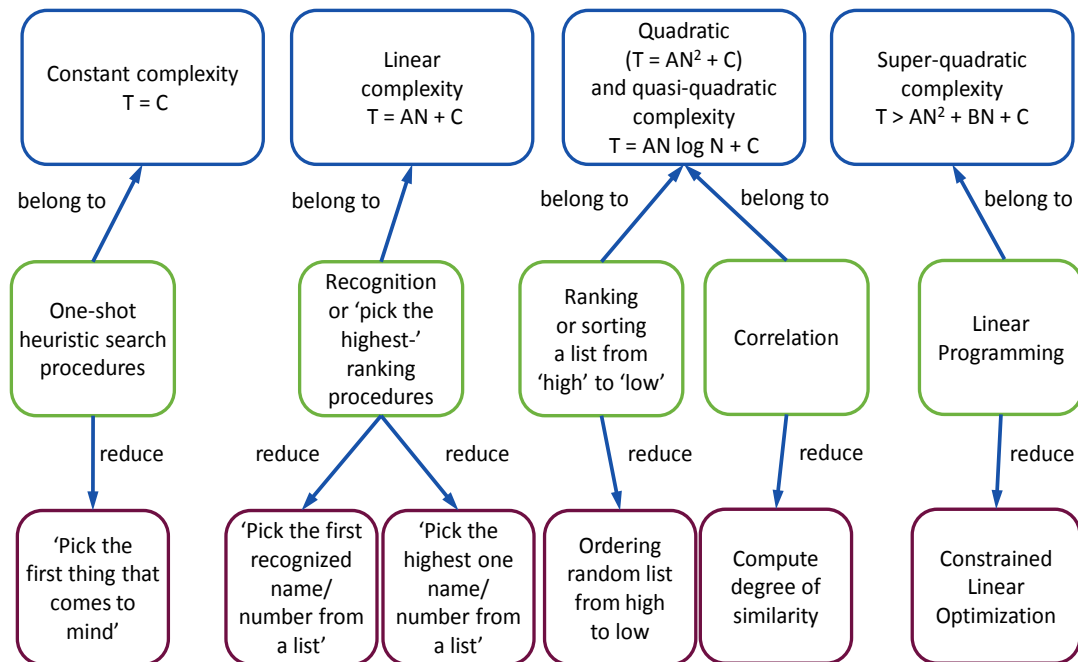 Constant complexity
T = C
Linear
complexity
T = AN + C
Quadratic
(T = AN² + C)
and quasi-quadratic
complexity
T = AN log N + C
Super-quadratic
complexity
T > AN² + BN + C
belong to
belong to
belong to
belong to
belong to
One-shot
heuristic search
procedures
Recognition
or ‘pick the
highest-’
ranking
procedures
Ranking
or sorting
a list from
‘high’ to ‘low’
Correlation
Linear
Programming
reduce
reduce
reduce
reduce
reduce
reduce
‘Pick the
first thing that
comes to
mind’
‘Pick the first
recognized
name/
number from
a list’
‘Pick the
highest one
name/
number from
a list’
Ordering
random list
from high
to low
Compute
degree of
similarity
Constrained
Linear
Optimization